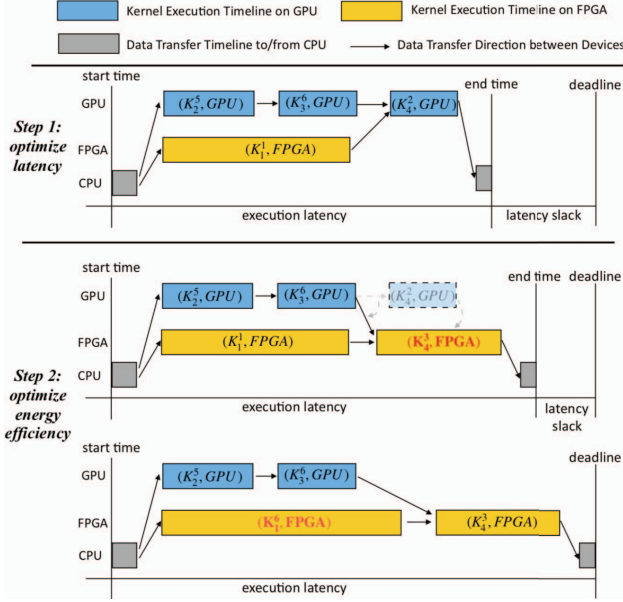 Kernel Execution Timeline on GPU
Kernel Execution Timeline on FPGA
Data Transfer Timeline to/from CPU
Data Transfer Direction between Devices
Step 1:
optimize
latency
start time
end time
deadline
GPU
(K_2^5, GPU)
(K_3^6, GPU)
(K_4^2, GPU)
FPGA
(K_1^1, FPGA)
CPU
execution latency
latency slack
Step 2:
optimize
energy
efficiency
start time
end time
deadline
GPU
(K_2^5, GPU)
(K_3^6, GPU)
(K_4^2, GPU)
FPGA
(K_1^1, FPGA)
(K_4^3, FPGA)
CPU
execution latency
latency
slack
start time
deadline
GPU
(K_2^5, GPU)
(K_3^6, GPU)
FPGA
(K_1^6, FPGA)
(K_4^3, FPGA)
CPU
execution latency